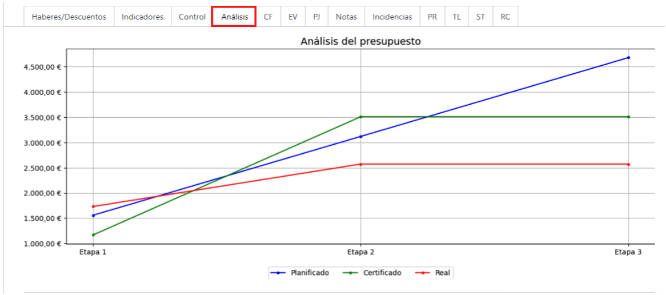 Haberes/Descuentos Indicadores Control Análisis CF EV PJ Notas Incidencias PR TL ST RC
Análisis del presupuesto
4.500,00 €
4.000,00 €
3.500,00 €
3.000,00 €
2.500,00 €
2.000,00 €
1.500,00 €
1.000,00 €
Etapa 1 Etapa 2 Etapa 3
Planificado Certificado Real